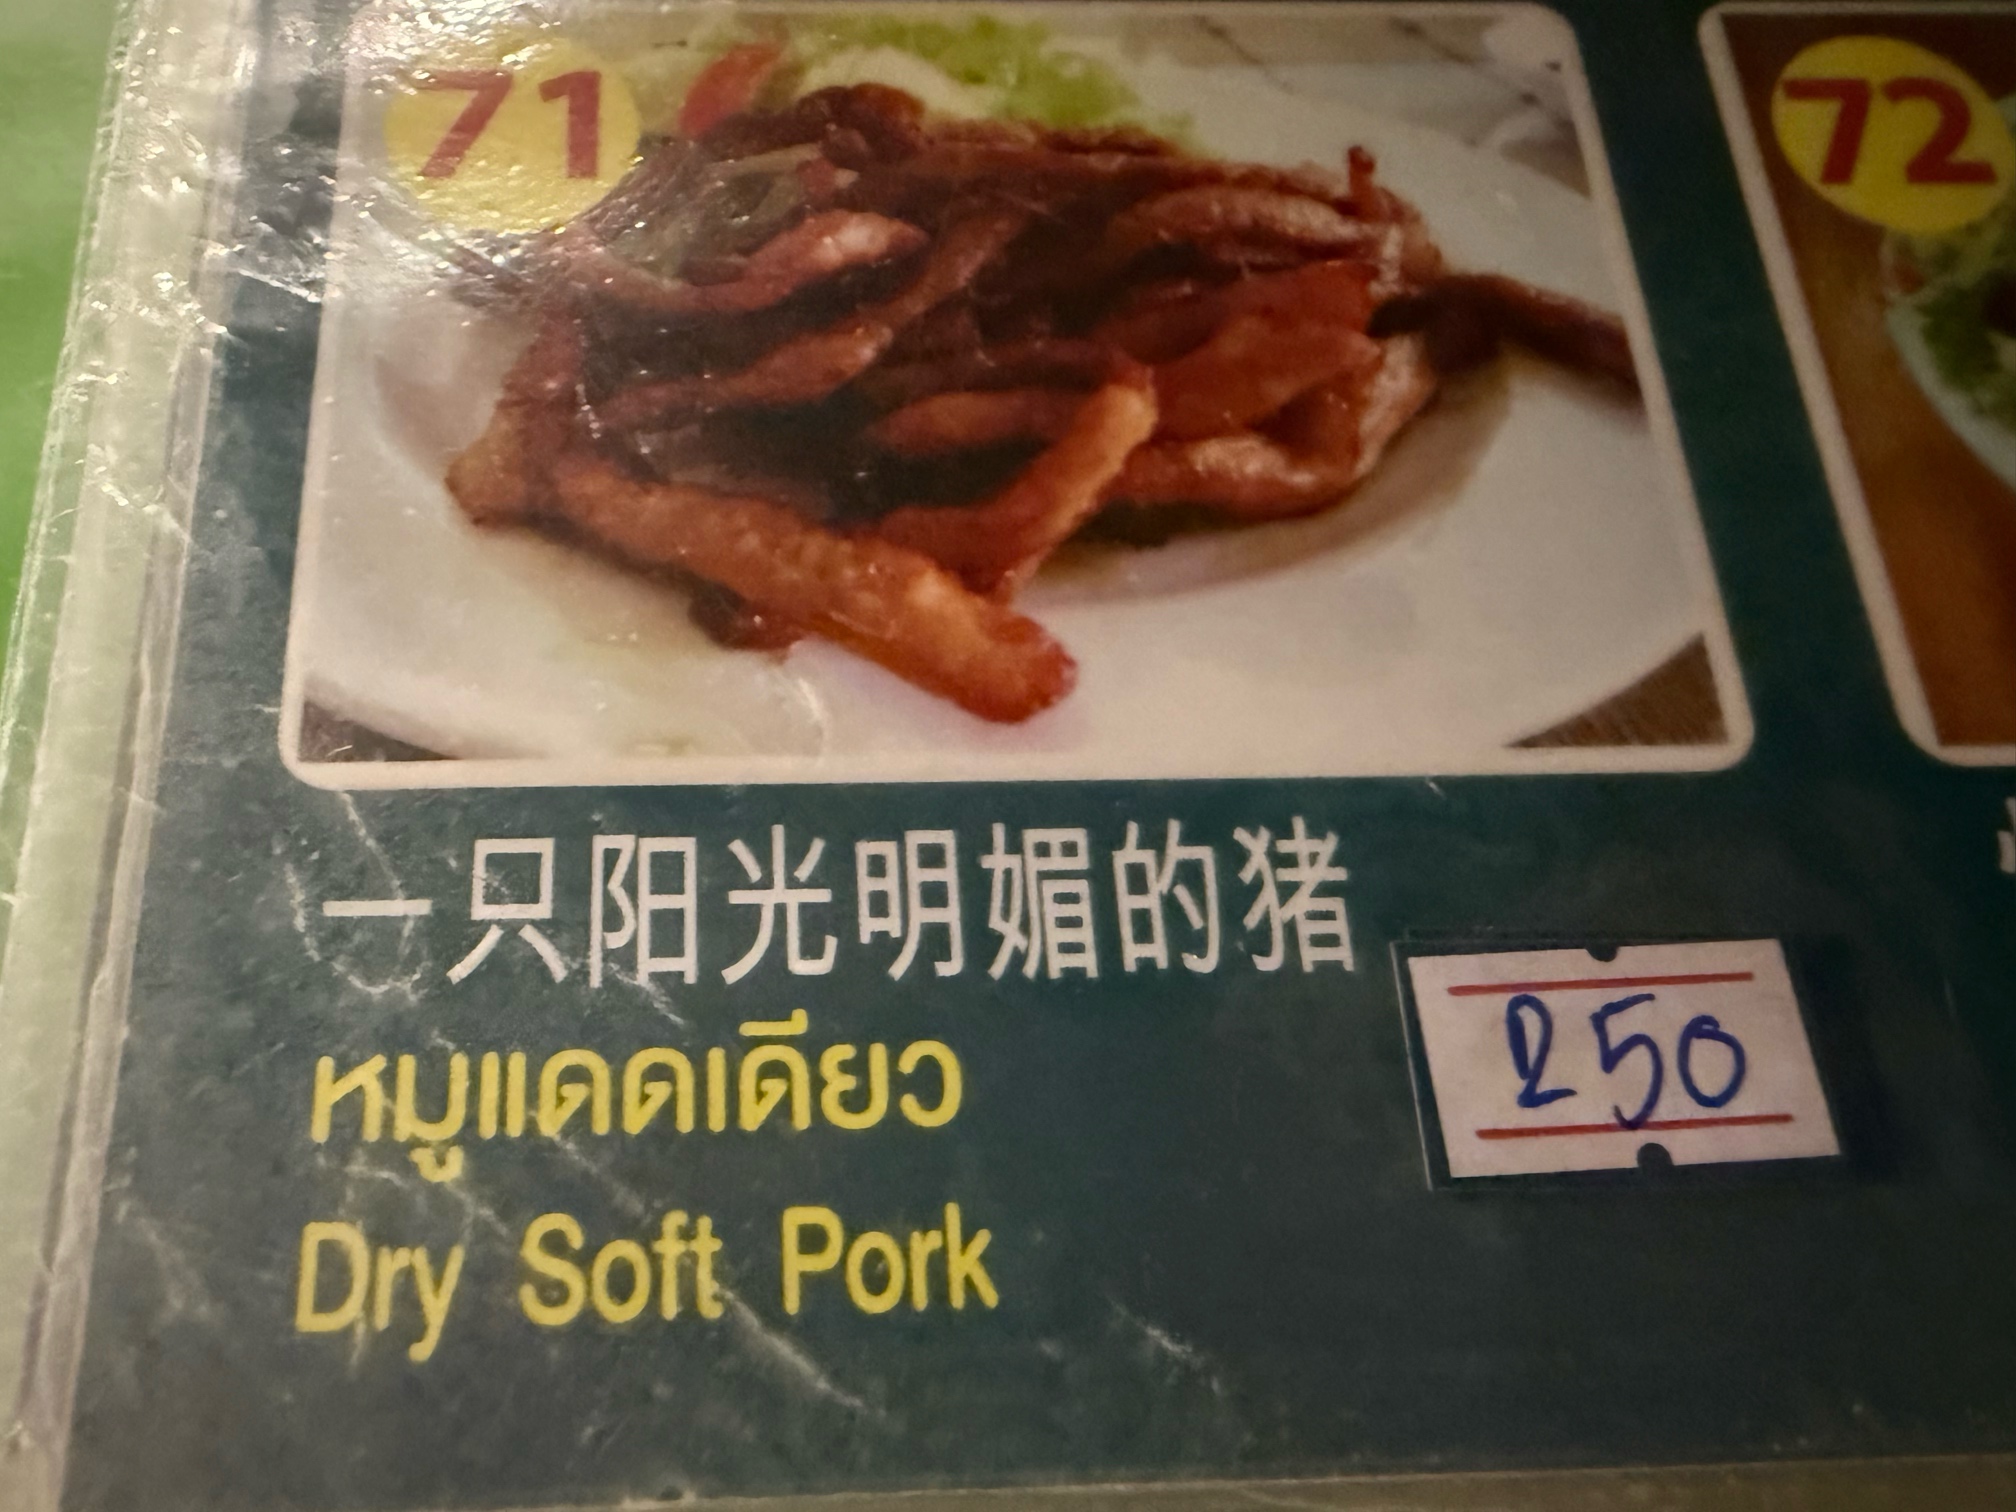 71
72
一只阳光明媚的猪
หมูแดดเดียว
250
Dry Soft Pork